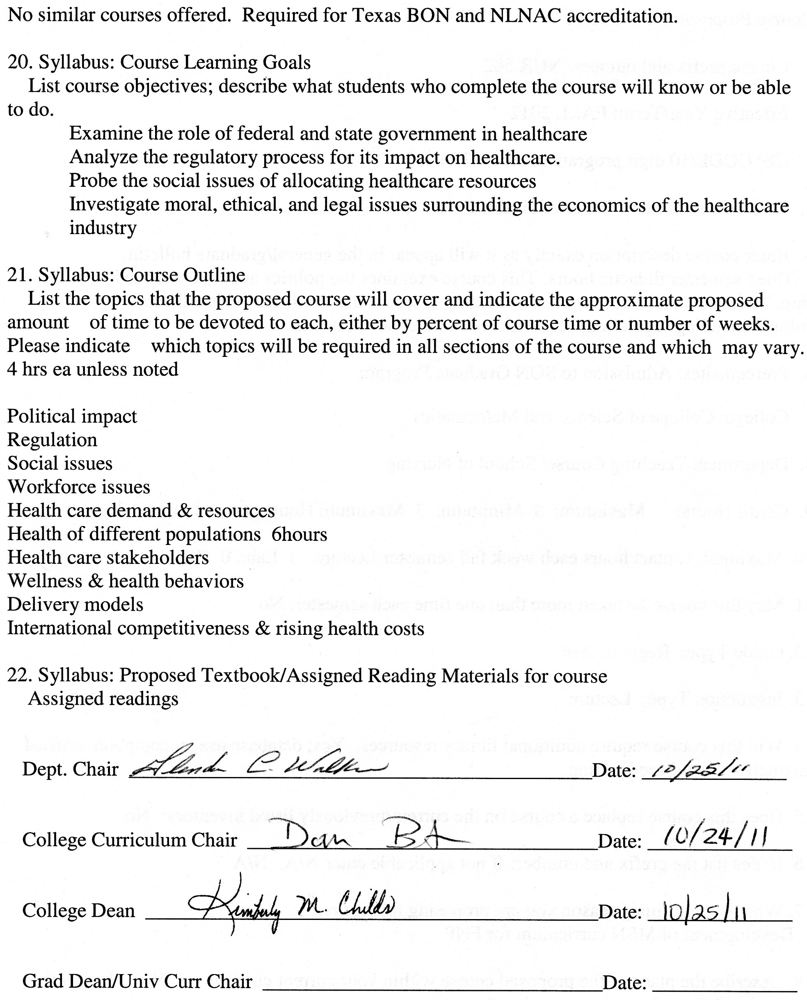 No similar courses offered.  Required for Texas BON and NLNAC accreditation.
20. Syllabus: Course Learning Goals
List course objectives; describe what students who complete the course will know or be able
to do.
Examine the role of federal and state government in healthcare
Analyze the regulatory process for its impact on healthcare.
Probe the social issues of allocating healthcare resources
Investigate moral, ethical, and legal issues surrounding the economics of the healthcare
industry
21. Syllabus: Course Outline
List the topics that the proposed course will cover and indicate the approximate proposed
amount    of time to be devoted to each, either by percent of course time or number of weeks.
Please indicate    which topics will be required in all sections of the course and which  may vary.
4 hrs ea unless noted
Political impact
Regulation
Social issues
Workforce issues
Health care demand & resources
Health of different populations  6hours
Health care stakeholders
Wellness & health behaviors
Delivery models
International competitiveness & rising health costs
22. Syllabus: Proposed Textbook/Assigned Reading Materials for course
Assigned readings
Dept. Chair Glenda C. Walker Date: 10/25/11
College Curriculum Chair Dan Date: 10/24/11
College Dean Kimberly M. Childs Date: 10/25/11
Grad Dean/Univ Curr Chair Date: